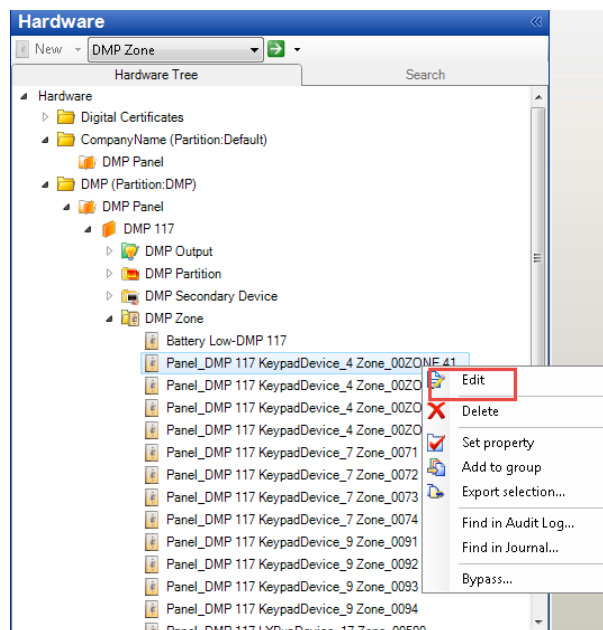 Hardware
New DMP Zone
Hardware Tree Search
Hardware
Digital Certificates
CompanyName (Partition:Default)
DMP Panel
DMP (Partition:DMP)
DMP Panel
DMP 117
DMP Output
DMP Partition
DMP Secondary Device
DMP Zone
Battery Low-DMP 117
Panel_DMP 117 KeypadDevice_4 Zone_00ZONE 41
Panel_DMP 117 KeypadDevice_4 Zone_00ZO
Panel_DMP 117 KeypadDevice_4 Zone_00ZO
Panel_DMP 117 KeypadDevice_4 Zone_00ZO
Panel_DMP 117 KeypadDevice_7 Zone_0071
Panel_DMP 117 KeypadDevice_7 Zone_0072
Panel_DMP 117 KeypadDevice_7 Zone_0073
Panel_DMP 117 KeypadDevice_7 Zone_0074
Panel_DMP 117 KeypadDevice_9 Zone_0091
Panel_DMP 117 KeypadDevice_9 Zone_0092
Panel_DMP 117 KeypadDevice_9 Zone_0093
Panel_DMP 117 KeypadDevice_9 Zone_0094
Panel_DMP 117 LXBusDevice_17 Zone_00500
Edit
Delete
Set property
Add to group
Export selection...
Find in Audit Log...
Find in Journal...
Bypass...